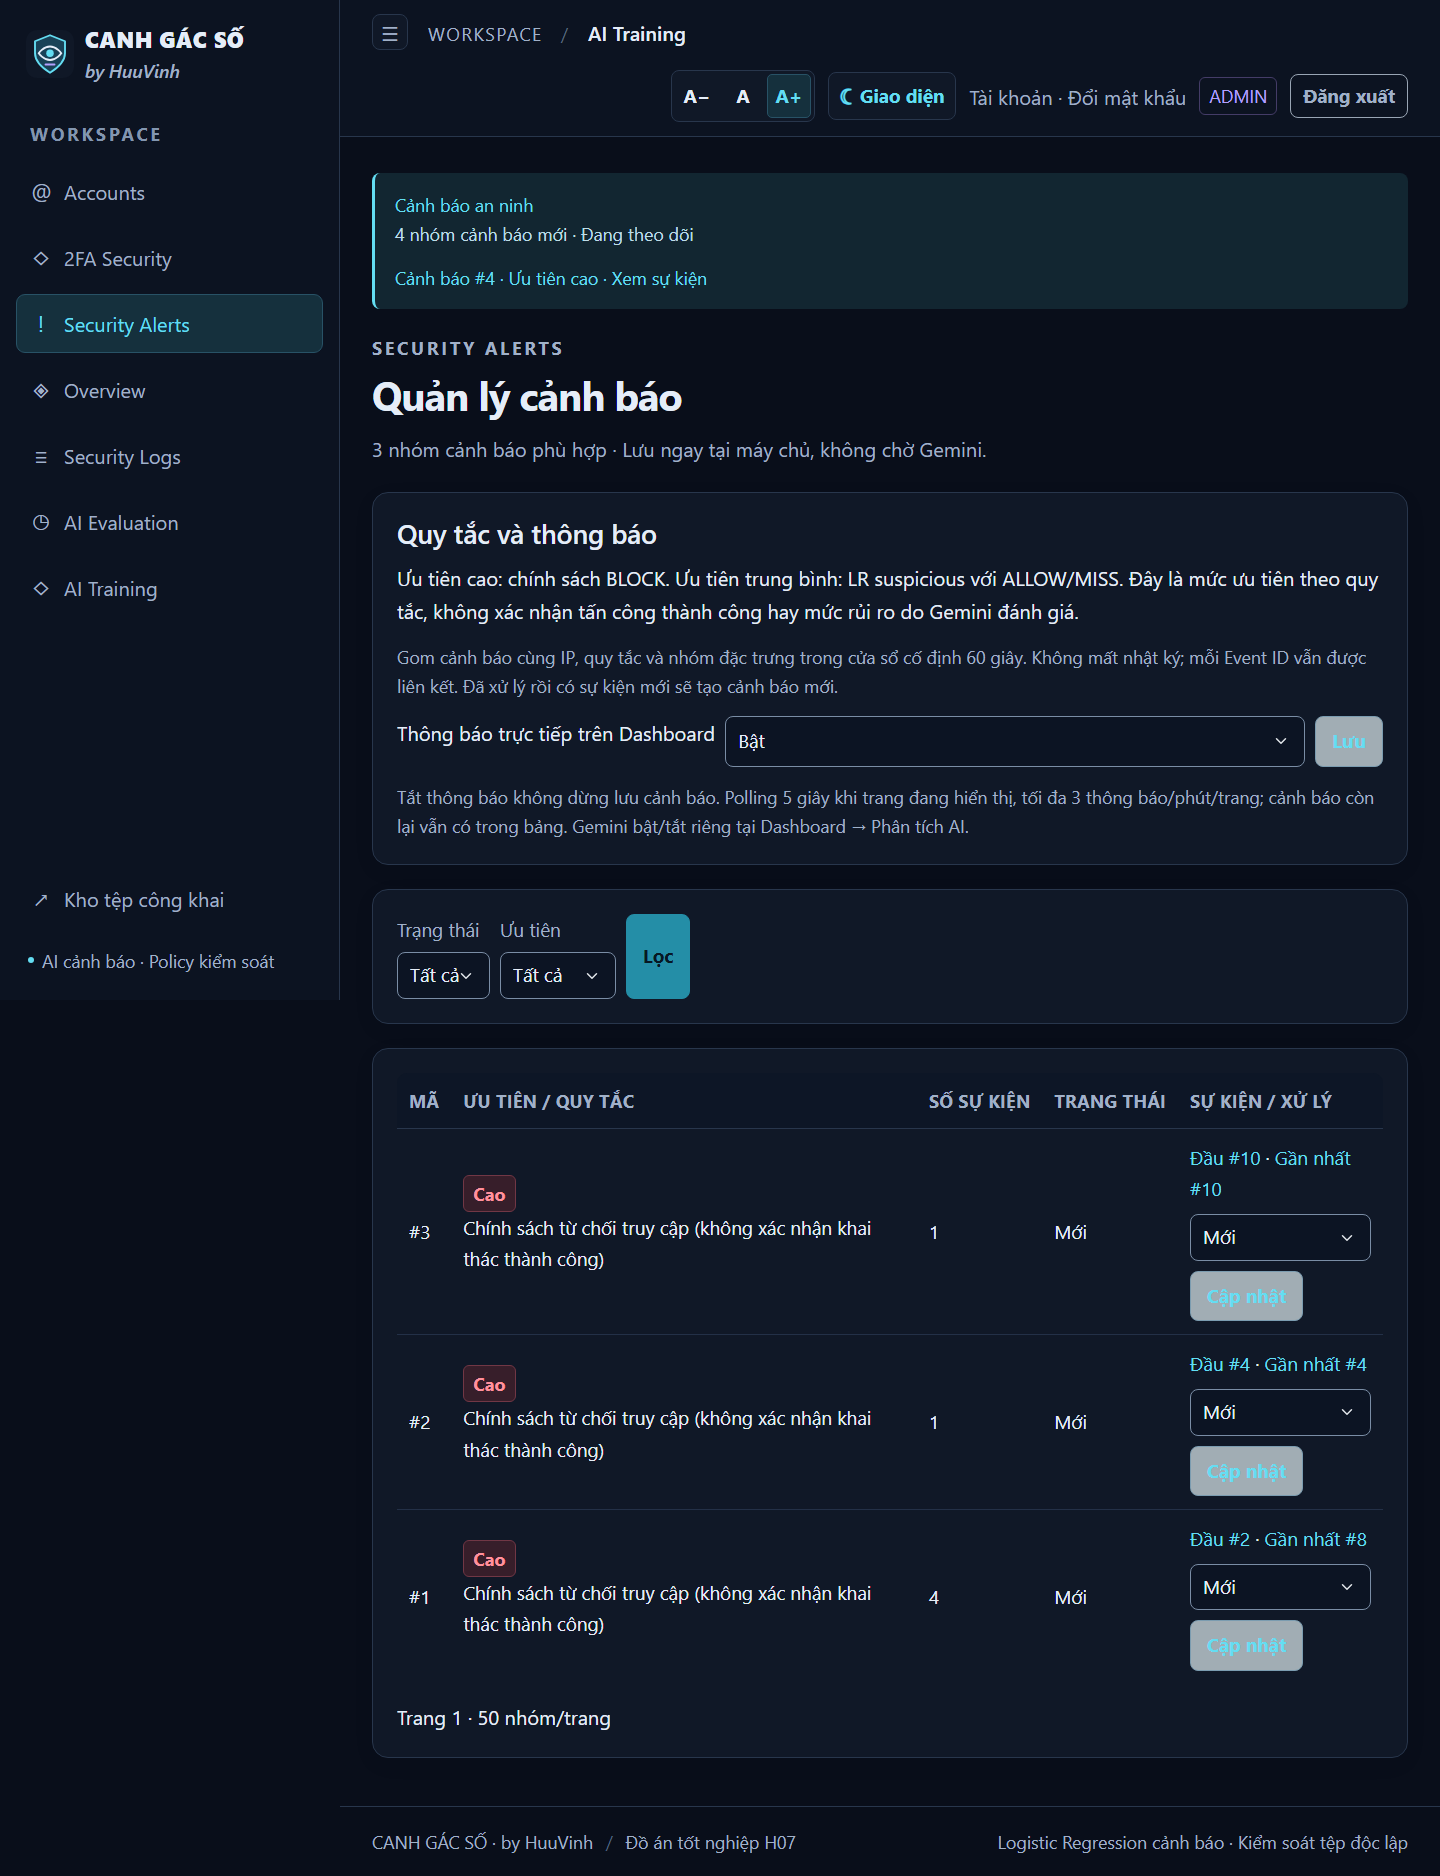 CANH GÁC SỐ
by HuuVinh
WORKSPACE
@ Accounts
2FA Security
! Security Alerts
Overview
Security Logs
AI Evaluation
AI Training
Kho tệp công khai
AI cảnh báo · Policy kiểm soát
WORKSPACE / AI Training
A− A A+ Giao diện Tài khoản · Đổi mật khẩu ADMIN Đăng xuất
Cảnh báo an ninh
4 nhóm cảnh báo mới · Đang theo dõi
Cảnh báo #4 · Ưu tiên cao · Xem sự kiện
SECURITY ALERTS
Quản lý cảnh báo
3 nhóm cảnh báo phù hợp · Lưu ngay tại máy chủ, không chờ Gemini.
Quy tắc và thông báo
Ưu tiên cao: chính sách BLOCK. Ưu tiên trung bình: LR suspicious với ALLOW/MISS. Đây là mức ưu tiên theo quy
tắc, không xác nhận tấn công thành công hay mức rủi ro do Gemini đánh giá.
Gom cảnh báo cùng IP, quy tắc và nhóm đặc trưng trong cửa sổ cố định 60 giây. Không mất nhật ký; mỗi Event ID vẫn được
liên kết. Đã xử lý rồi có sự kiện mới sẽ tạo cảnh báo mới.
Thông báo trực tiếp trên Dashboard Bật Lưu
Tắt thông báo không dừng lưu cảnh báo. Polling 5 giây khi trang đang hiển thị, tối đa 3 thông báo/phút/trang; cảnh báo còn
lại vẫn có trong bảng. Gemini bật/tắt riêng tại Dashboard → Phân tích AI.
Trạng thái Ưu tiên
Tất cả Tất cả Lọc
MÃ ƯU TIÊN / QUY TẮC SỐ SỰ KIỆN TRẠNG THÁI SỰ KIỆN / XỬ LÝ
#3 Cao
Chính sách từ chối truy cập (không xác nhận khai
thác thành công)
1 Mới
Đầu #10 · Gần nhất
#10
Mới
Cập nhật
#2 Cao
Chính sách từ chối truy cập (không xác nhận khai
thác thành công)
1 Mới
Đầu #4 · Gần nhất #4
Mới
Cập nhật
#1 Cao
Chính sách từ chối truy cập (không xác nhận khai
thác thành công)
4 Mới
Đầu #2 · Gần nhất #8
Mới
Cập nhật
Trang 1 · 50 nhóm/trang
CANH GÁC SỐ · by HuuVinh / Đồ án tốt nghiệp H07
Logistic Regression cảnh báo · Kiểm soát tệp độc lập